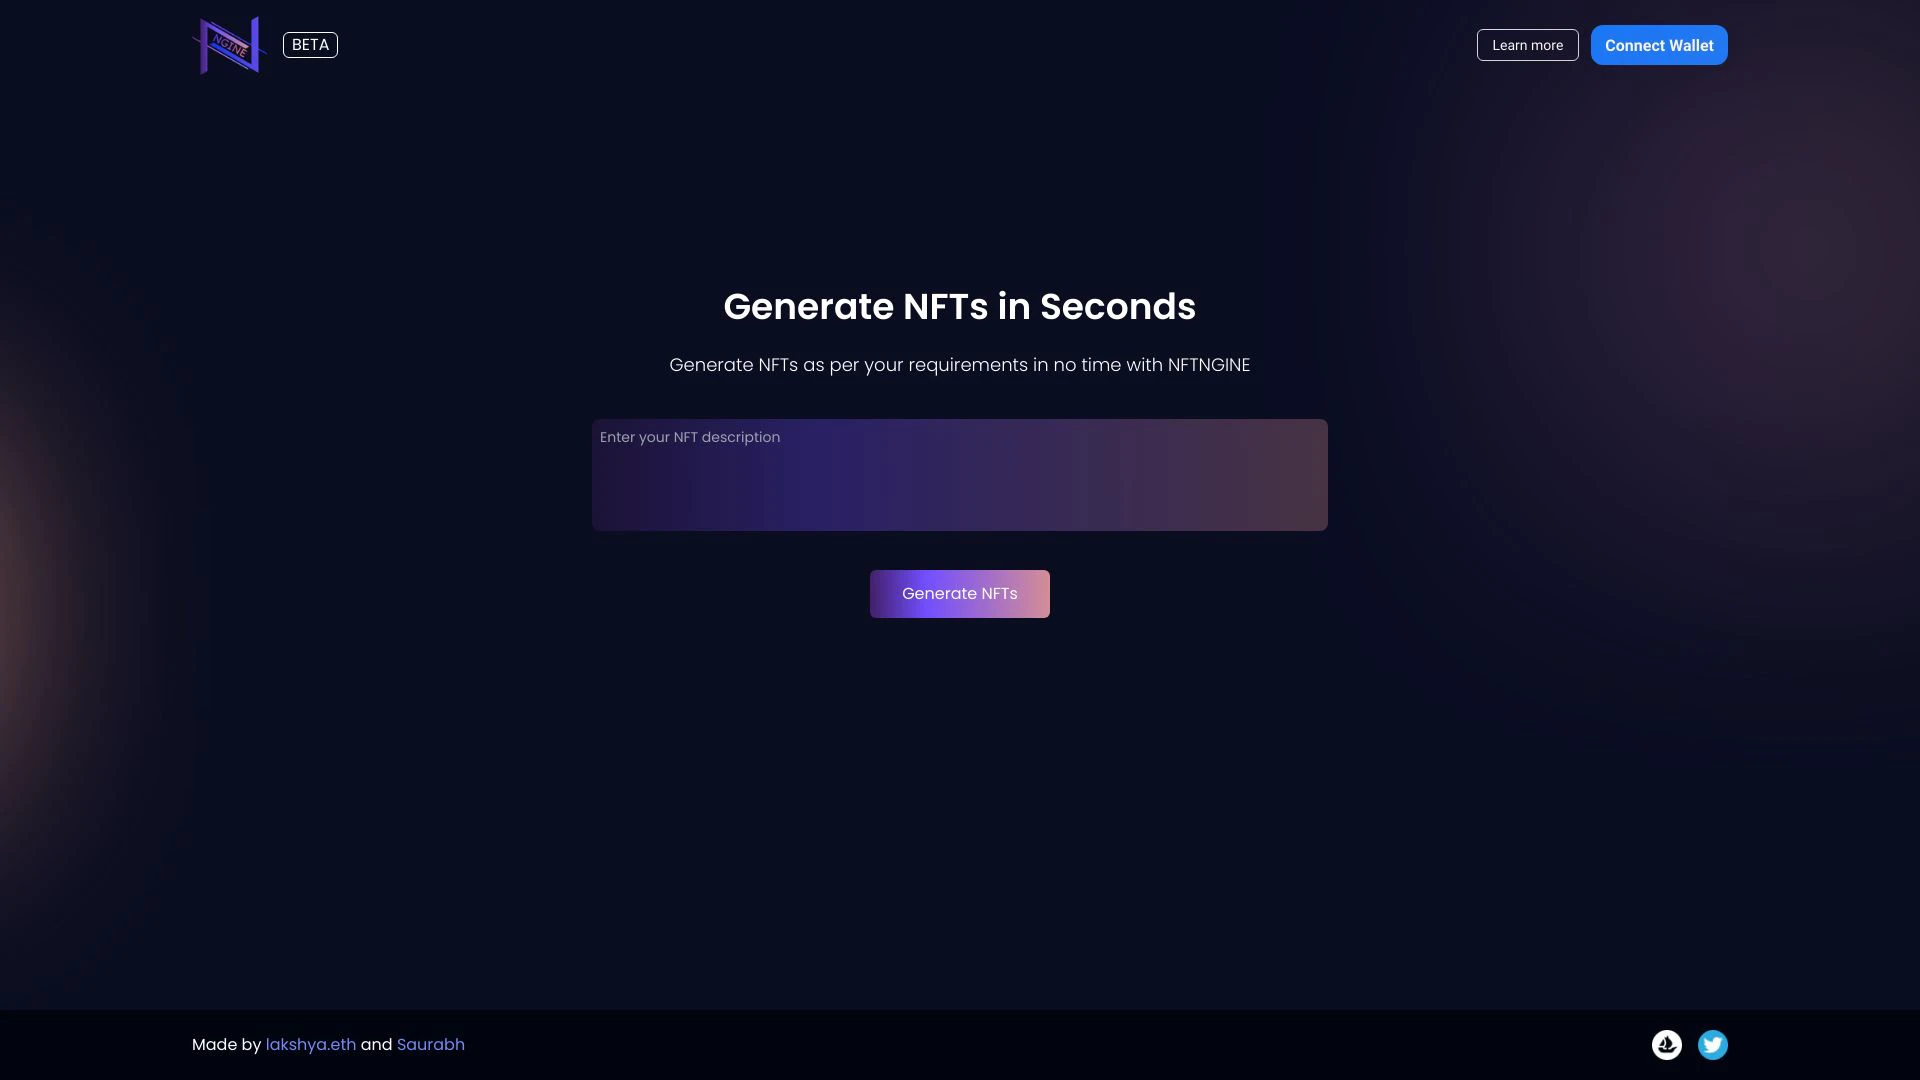 NGINE
BETA
Learn more
Connect Wallet
Generate NFTs in Seconds
Generate NFTs as per your requirements in no time with NFTNGINE
Enter your NFT description
Generate NFTs
Made by lakshya.eth and Saurabh